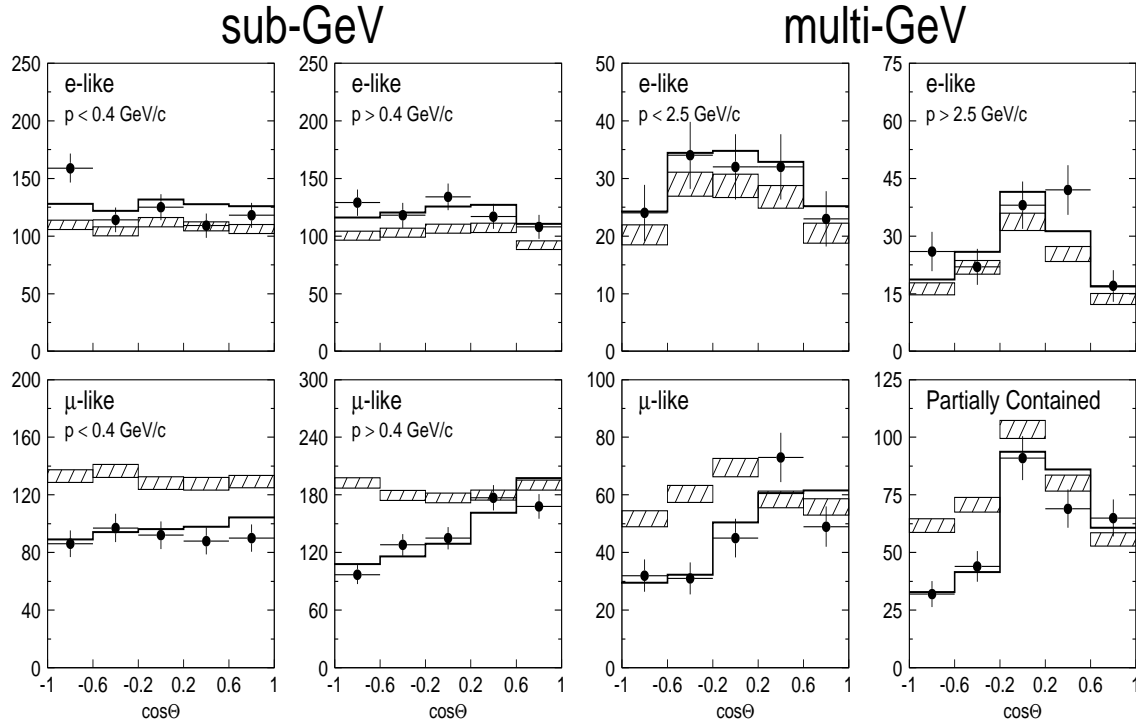 sub-GeV multi-GeV
e-like
p < 0.4 GeV/c
250
200
150
100
50
0
e-like
p > 0.4 GeV/c
250
200
150
100
50
0
e-like
p < 2.5 GeV/c
50
40
30
20
10
0
e-like
p > 2.5 GeV/c
75
60
45
30
15
0
μ-like
p < 0.4 GeV/c
200
160
120
80
40
0
-1 -0.6 -0.2 0.2 0.6 1
cosΘ
μ-like
p > 0.4 GeV/c
300
240
180
120
60
0
-1 -0.6 -0.2 0.2 0.6 1
cosΘ
μ-like
100
80
60
40
20
0
-1 -0.6 -0.2 0.2 0.6 1
cosΘ
Partially Contained
125
100
75
50
25
0
-1 -0.6 -0.2 0.2 0.6 1
cosΘ